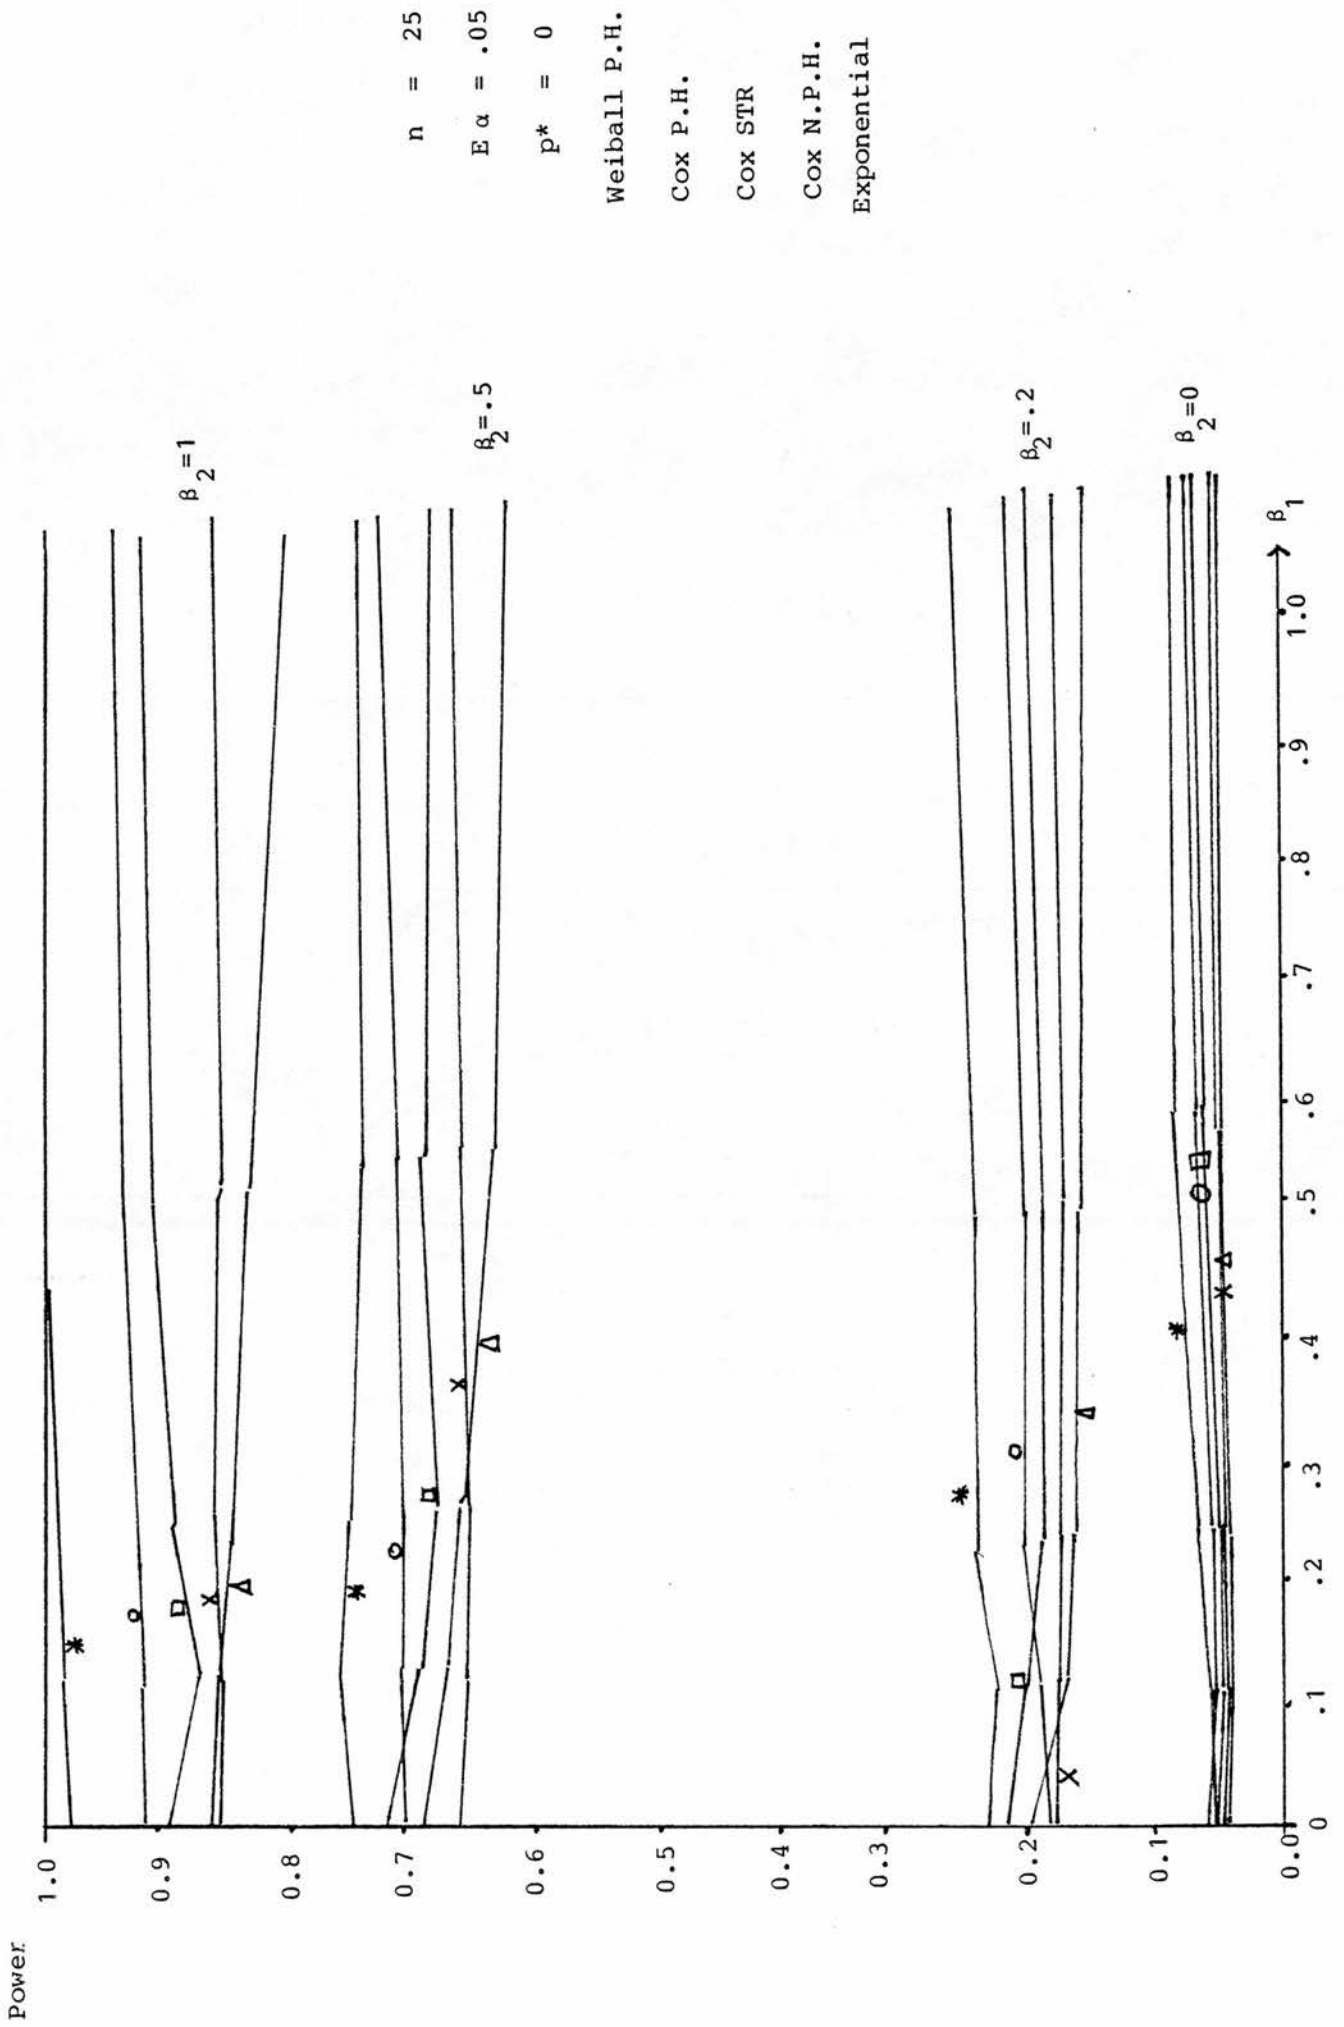 Power
1.0
0.9
0.8
0.7
0.6
0.5
0.4
0.3
0.2
0.1
0.0
0
.1
.2
.3
.4
.5
.6
.7
.8
.9
1.0
β1
β2=1
β2=.5
β2=.2
β2=0
n = 25
E α = .05
p* = 0
Weiball P.H.
Cox P.H.
Cox STR
Cox N.P.H.
Exponential